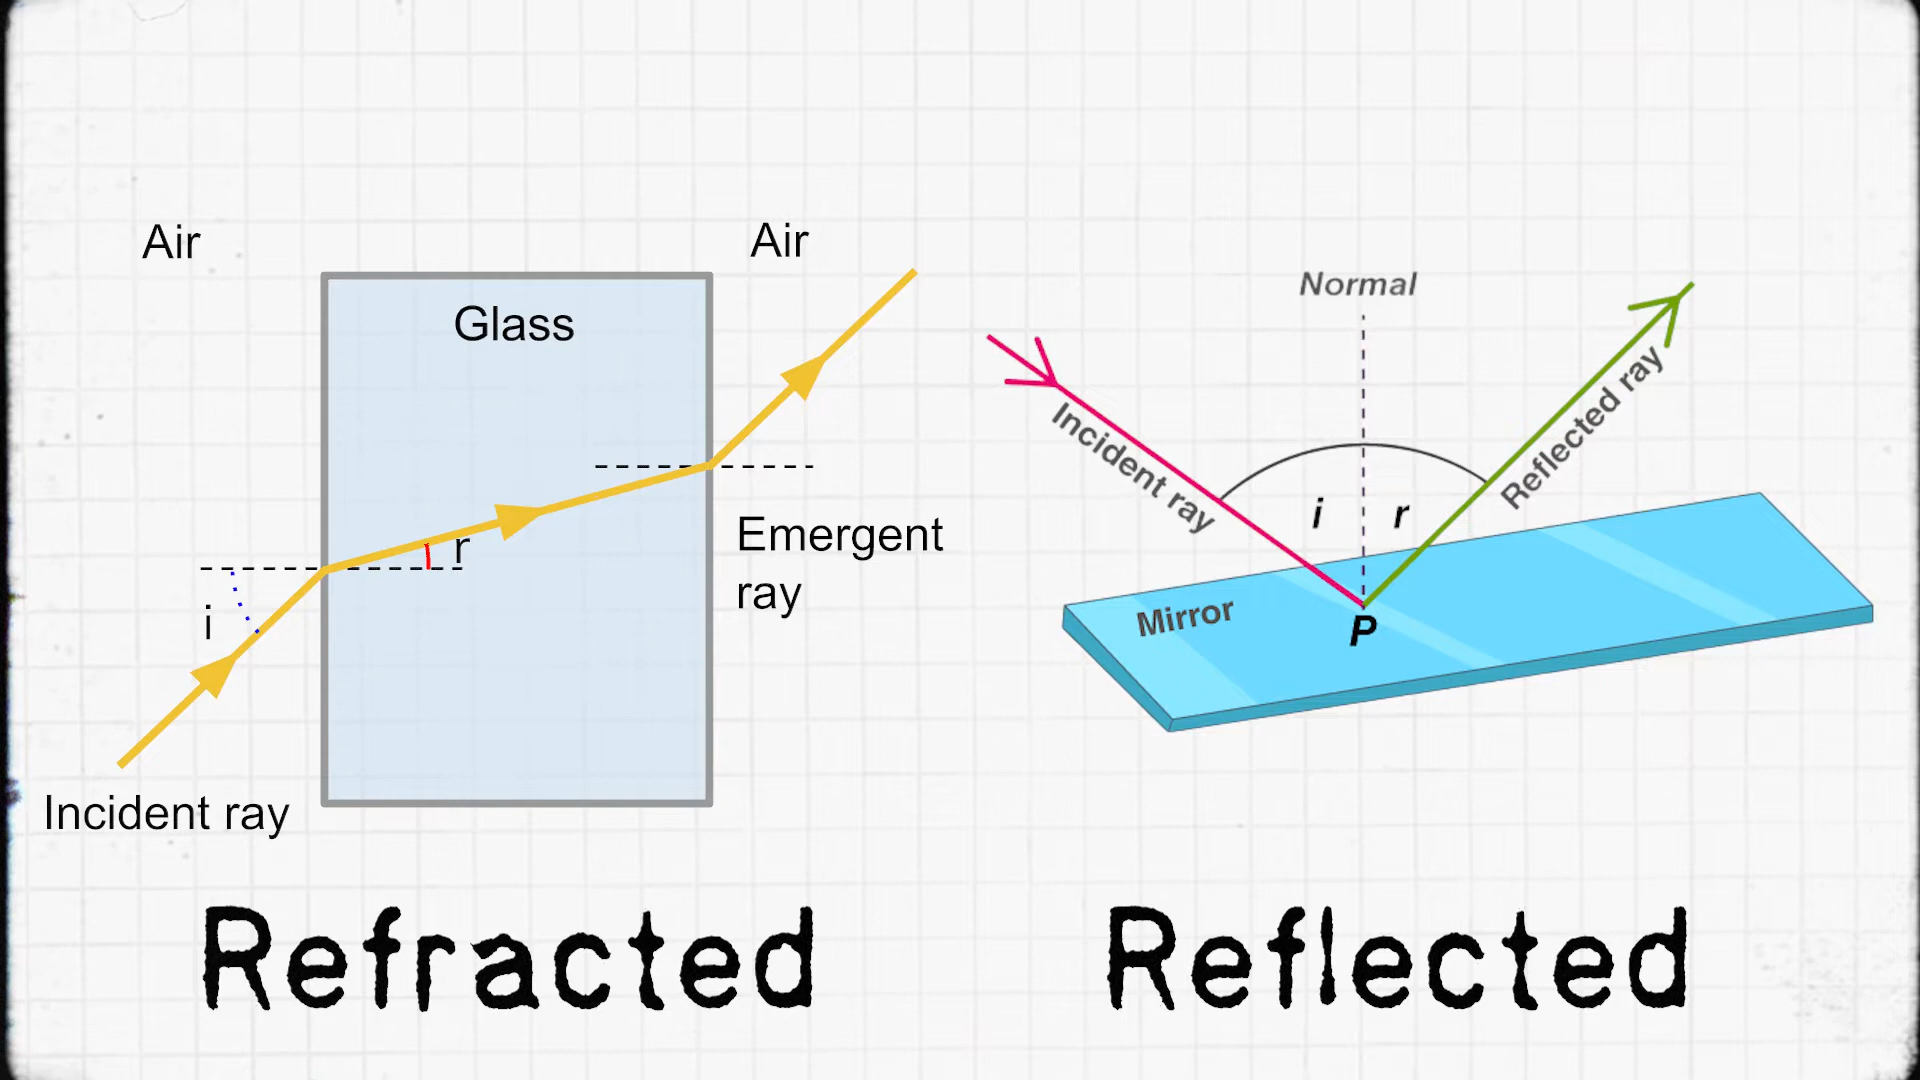 Air
Air
Glass
r
i
Emergent
ray
Incident ray
Refracted
Normal
Incident ray
Reflected ray
i
r
Mirror
P
Reflected